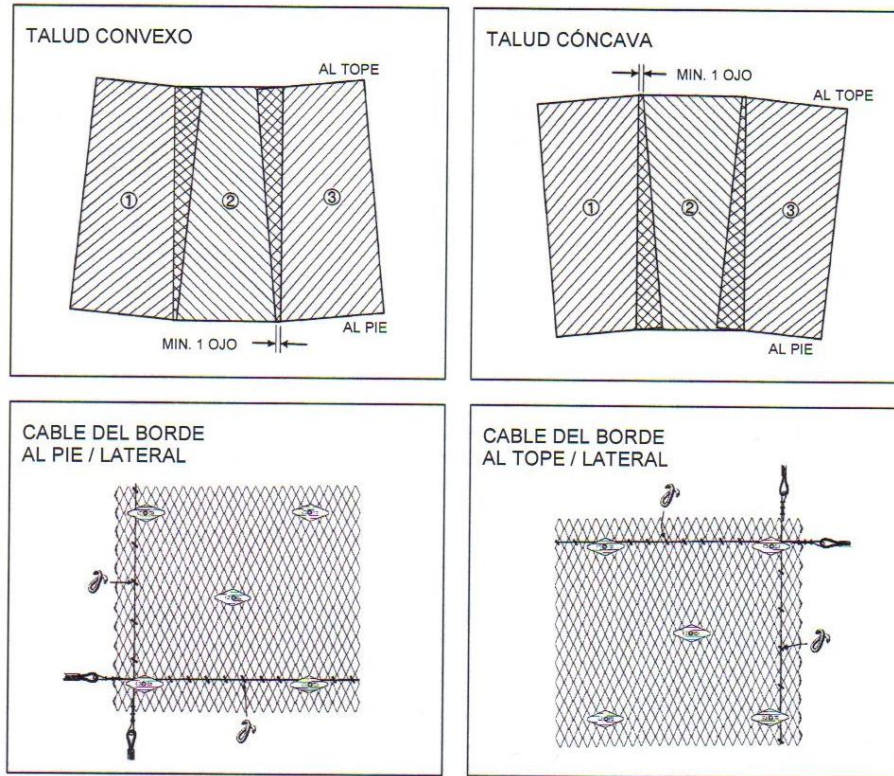 TALUD CONVEXO
AL TOPE
① ② ③
AL PIE
MIN. 1 OJO
TALUD CÓNCAVA
MIN. 1 OJO
AL TOPE
① ② ③
AL PIE
CABLE DEL BORDE
AL PIE / LATERAL
CABLE DEL BORDE
AL TOPE / LATERAL